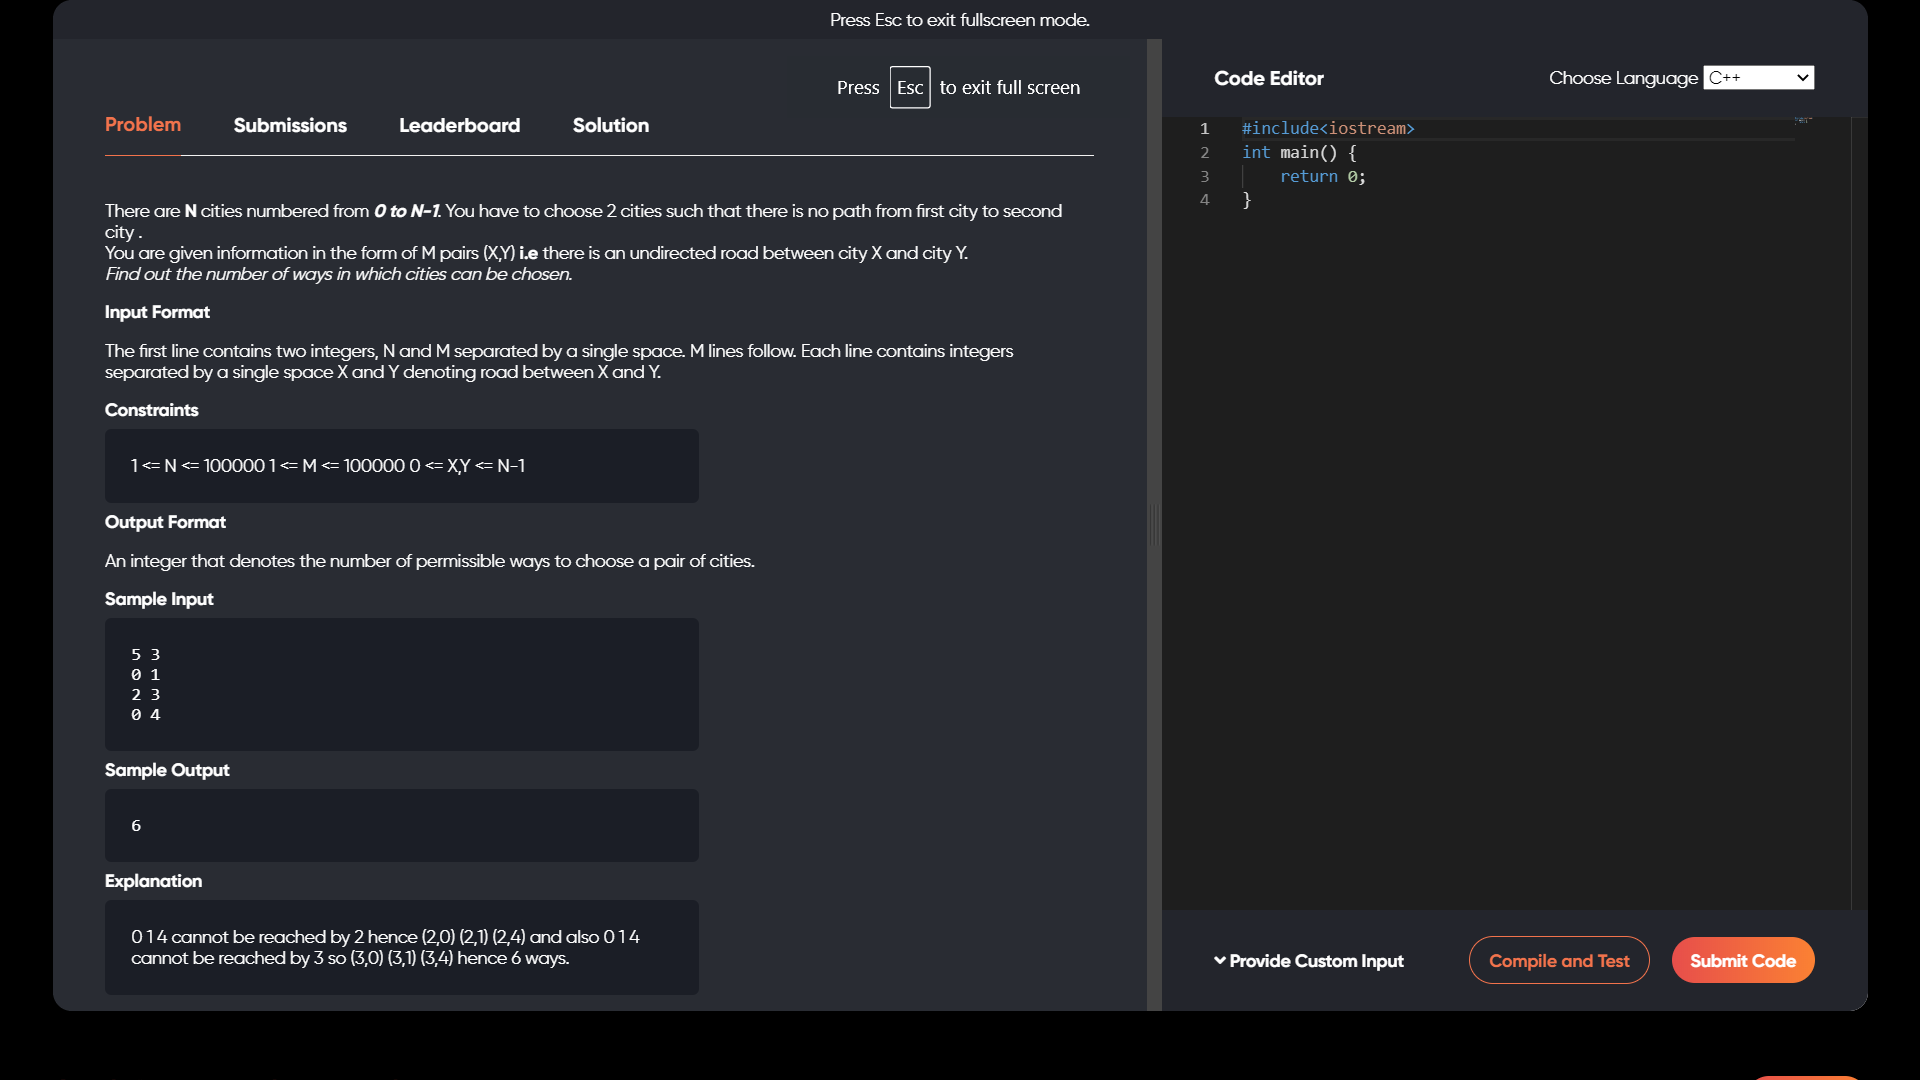 Press Esc to exit fullscreen mode.
Press Esc to exit full screen
Problem Submissions Leaderboard Solution
There are N cities numbered from 0 to N-1. You have to choose 2 cities such that there is no path from first city to second
city .
You are given information in the form of M pairs (X,Y) i.e there is an undirected road between city X and city Y.
Find out the number of ways in which cities can be chosen.
Input Format
The first line contains two integers, N and M separated by a single space. M lines follow. Each line contains integers
separated by a single space X and Y denoting road between X and Y.
Constraints
1 <= N <= 100000 1 <= M <= 100000 0 <= X,Y <= N-1
Output Format
An integer that denotes the number of permissible ways to choose a pair of cities.
Sample Input
5 3
0 1
2 3
0 4
Sample Output
6
Explanation
0 1 4 cannot be reached by 2 hence (2,0) (2,1) (2,4) and also 0 1 4
cannot be reached by 3 so (3,0) (3,1) (3,4) hence 6 ways.
Code Editor
Choose Language C++
1 #include<iostream>
2 int main() {
3 return 0;
4 }
Provide Custom Input
Compile and Test
Submit Code